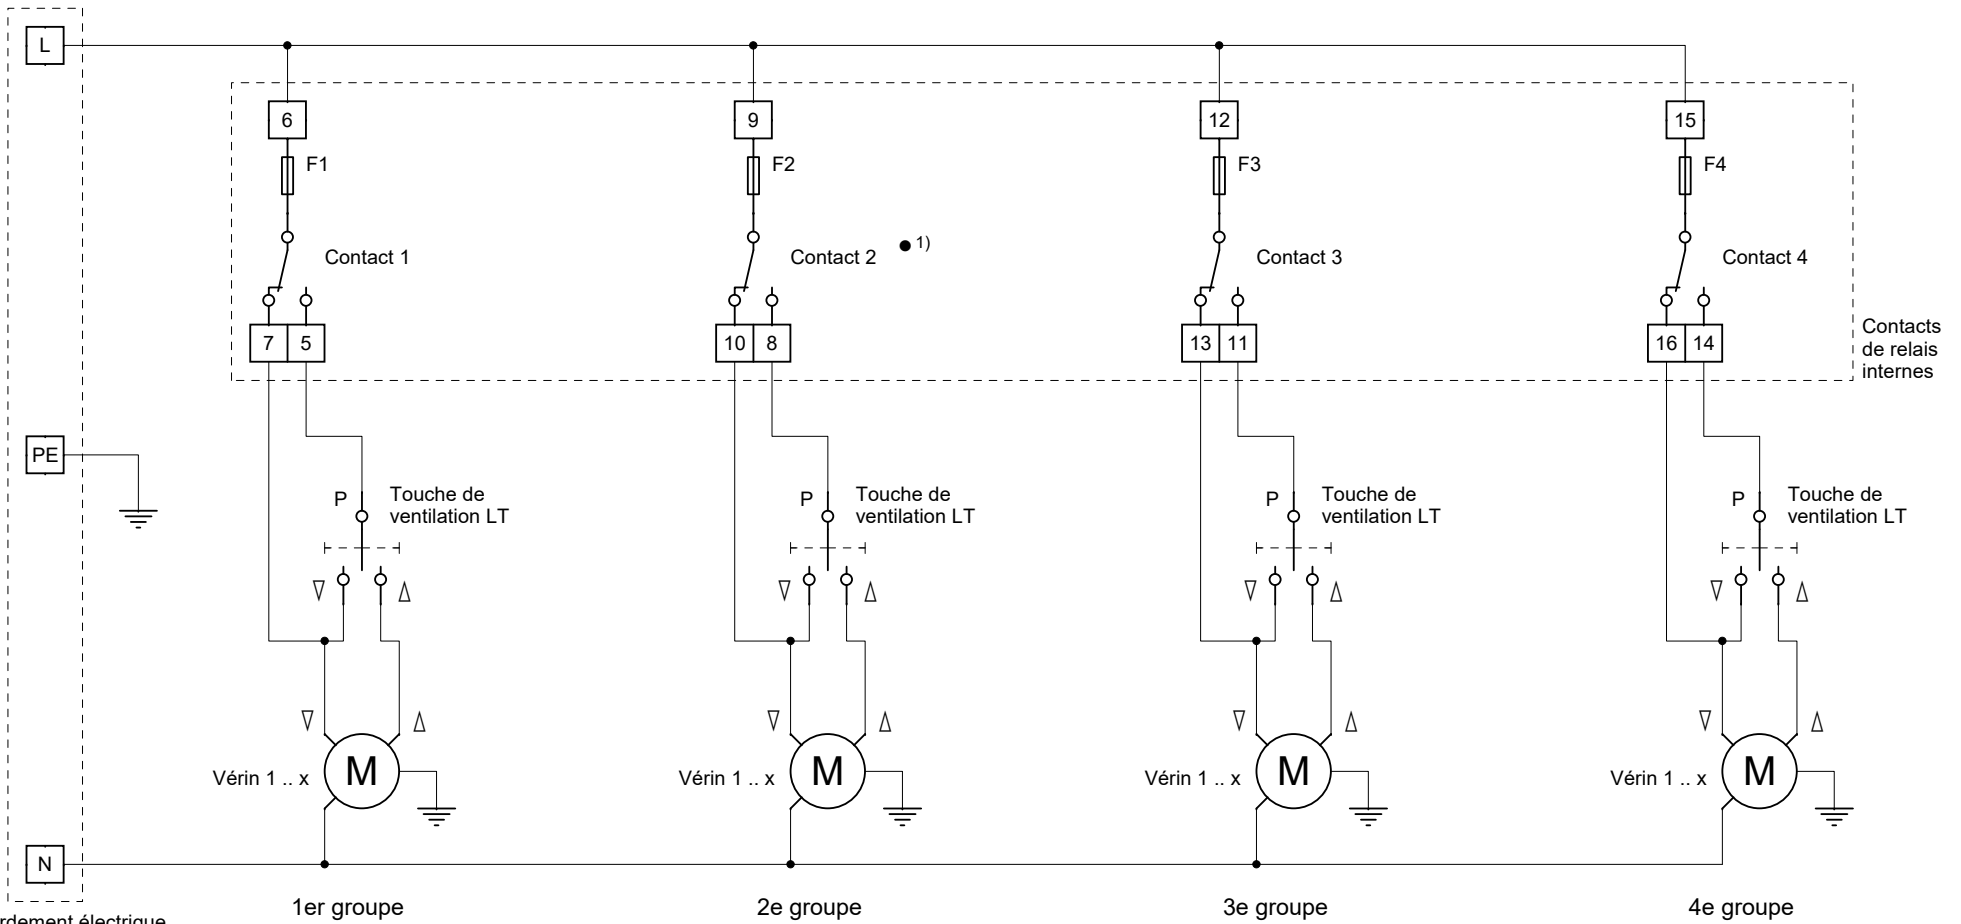 L
6
9
12
15
F1
F2
F3
F4
Contact 1
Contact 2
1)
Contact 3
Contact 4
7 5
10 8
13 11
16 14
Contacts
de relais
internes
PE
P
Touche de
ventilation LT
P
Touche de
ventilation LT
P
Touche de
ventilation LT
P
Touche de
ventilation LT
Vérin 1 .. x
M
Vérin 1 .. x
M
Vérin 1 .. x
M
Vérin 1 .. x
M
N
1er groupe
2e groupe
3e groupe
4e groupe
électrique